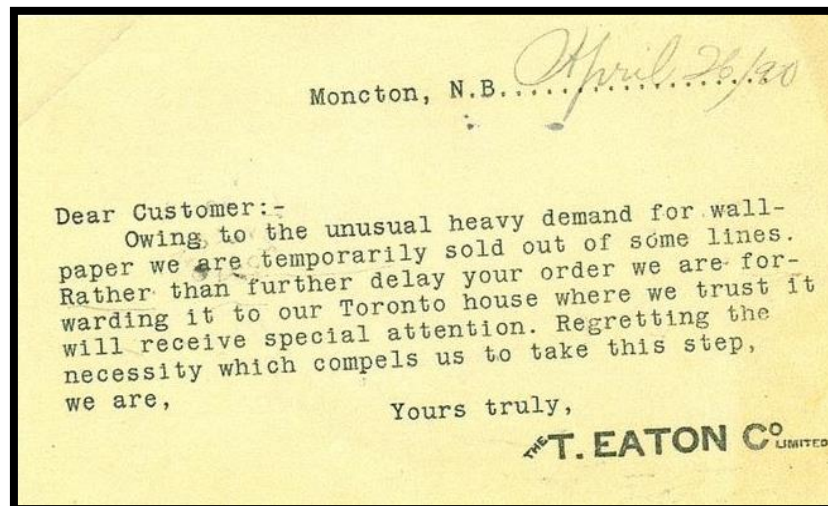 Moncton, N.B....................April 26/20
Dear Customer:-
Owing to the unusual heavy demand for wall-
paper we are temporarily sold out of some lines.
Rather than further delay your order we are for-
warding it to our Toronto house where we trust it
will receive special attention. Regretting the
necessity which compels us to take this step,
we are,
Yours truly,
THE T. EATON CO LIMITED